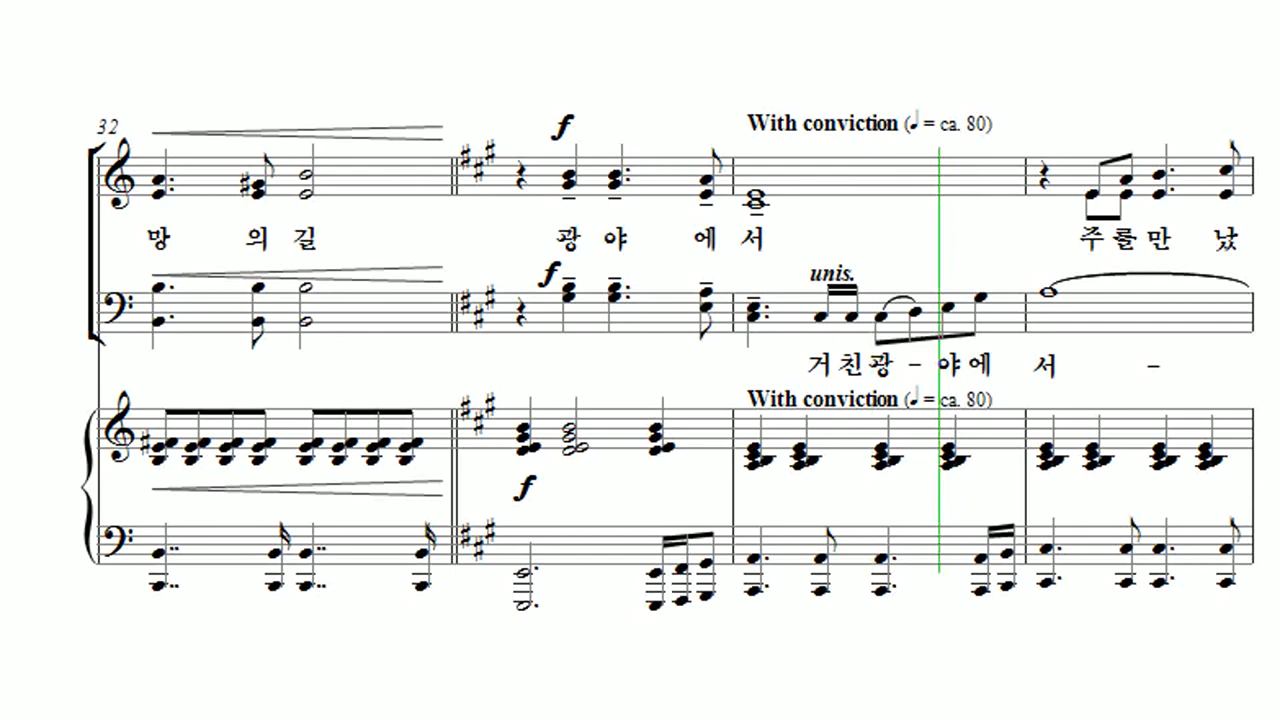 32
f
With conviction (♩ = ca. 80)
망 의 길 광 야 에 서 주 를 만 났
f
unis.
거 친 광 - 야 에 서 -
With conviction (♩ = ca. 80)
f